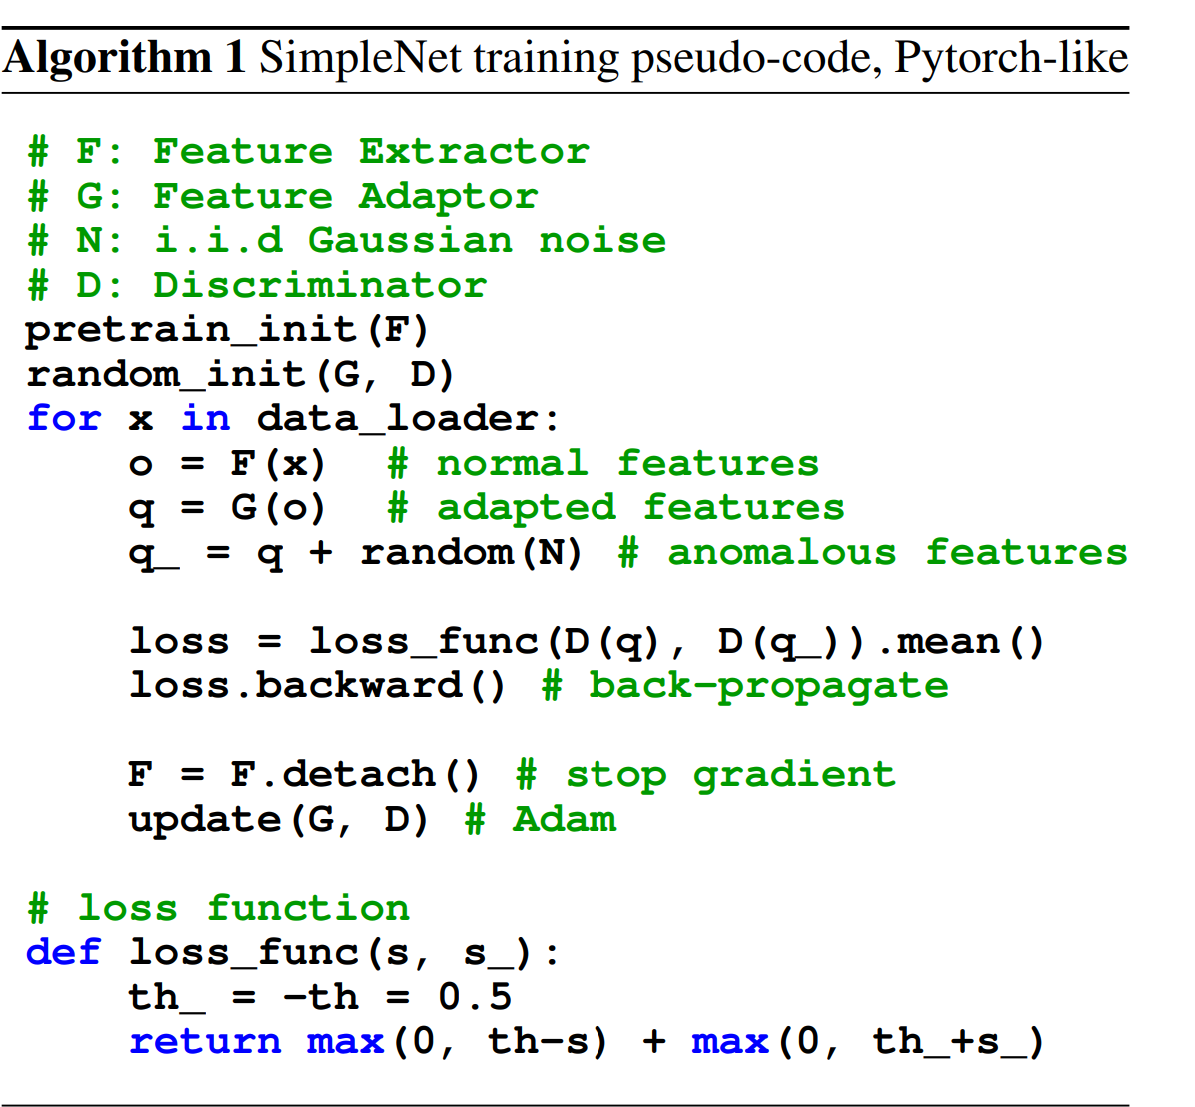 Algorithm 1 SimpleNet training pseudo-code, Pytorch-like
# F: Feature Extractor
# G: Feature Adaptor
# N: i.i.d Gaussian noise
# D: Discriminator
pretrain_init(F)
random_init(G, D)
for x in data_loader:
    o = F(x)  # normal features
    q = G(o)  # adapted features
    q_ = q + random(N) # anomalous features

    loss = loss_func(D(q), D(q_)).mean()
    loss.backward() # back-propagate

    F = F.detach() # stop gradient
    update(G, D) # Adam

# loss function
def loss_func(s, s_):
    th_ = -th = 0.5
    return max(0, th-s) + max(0, th_+s_)